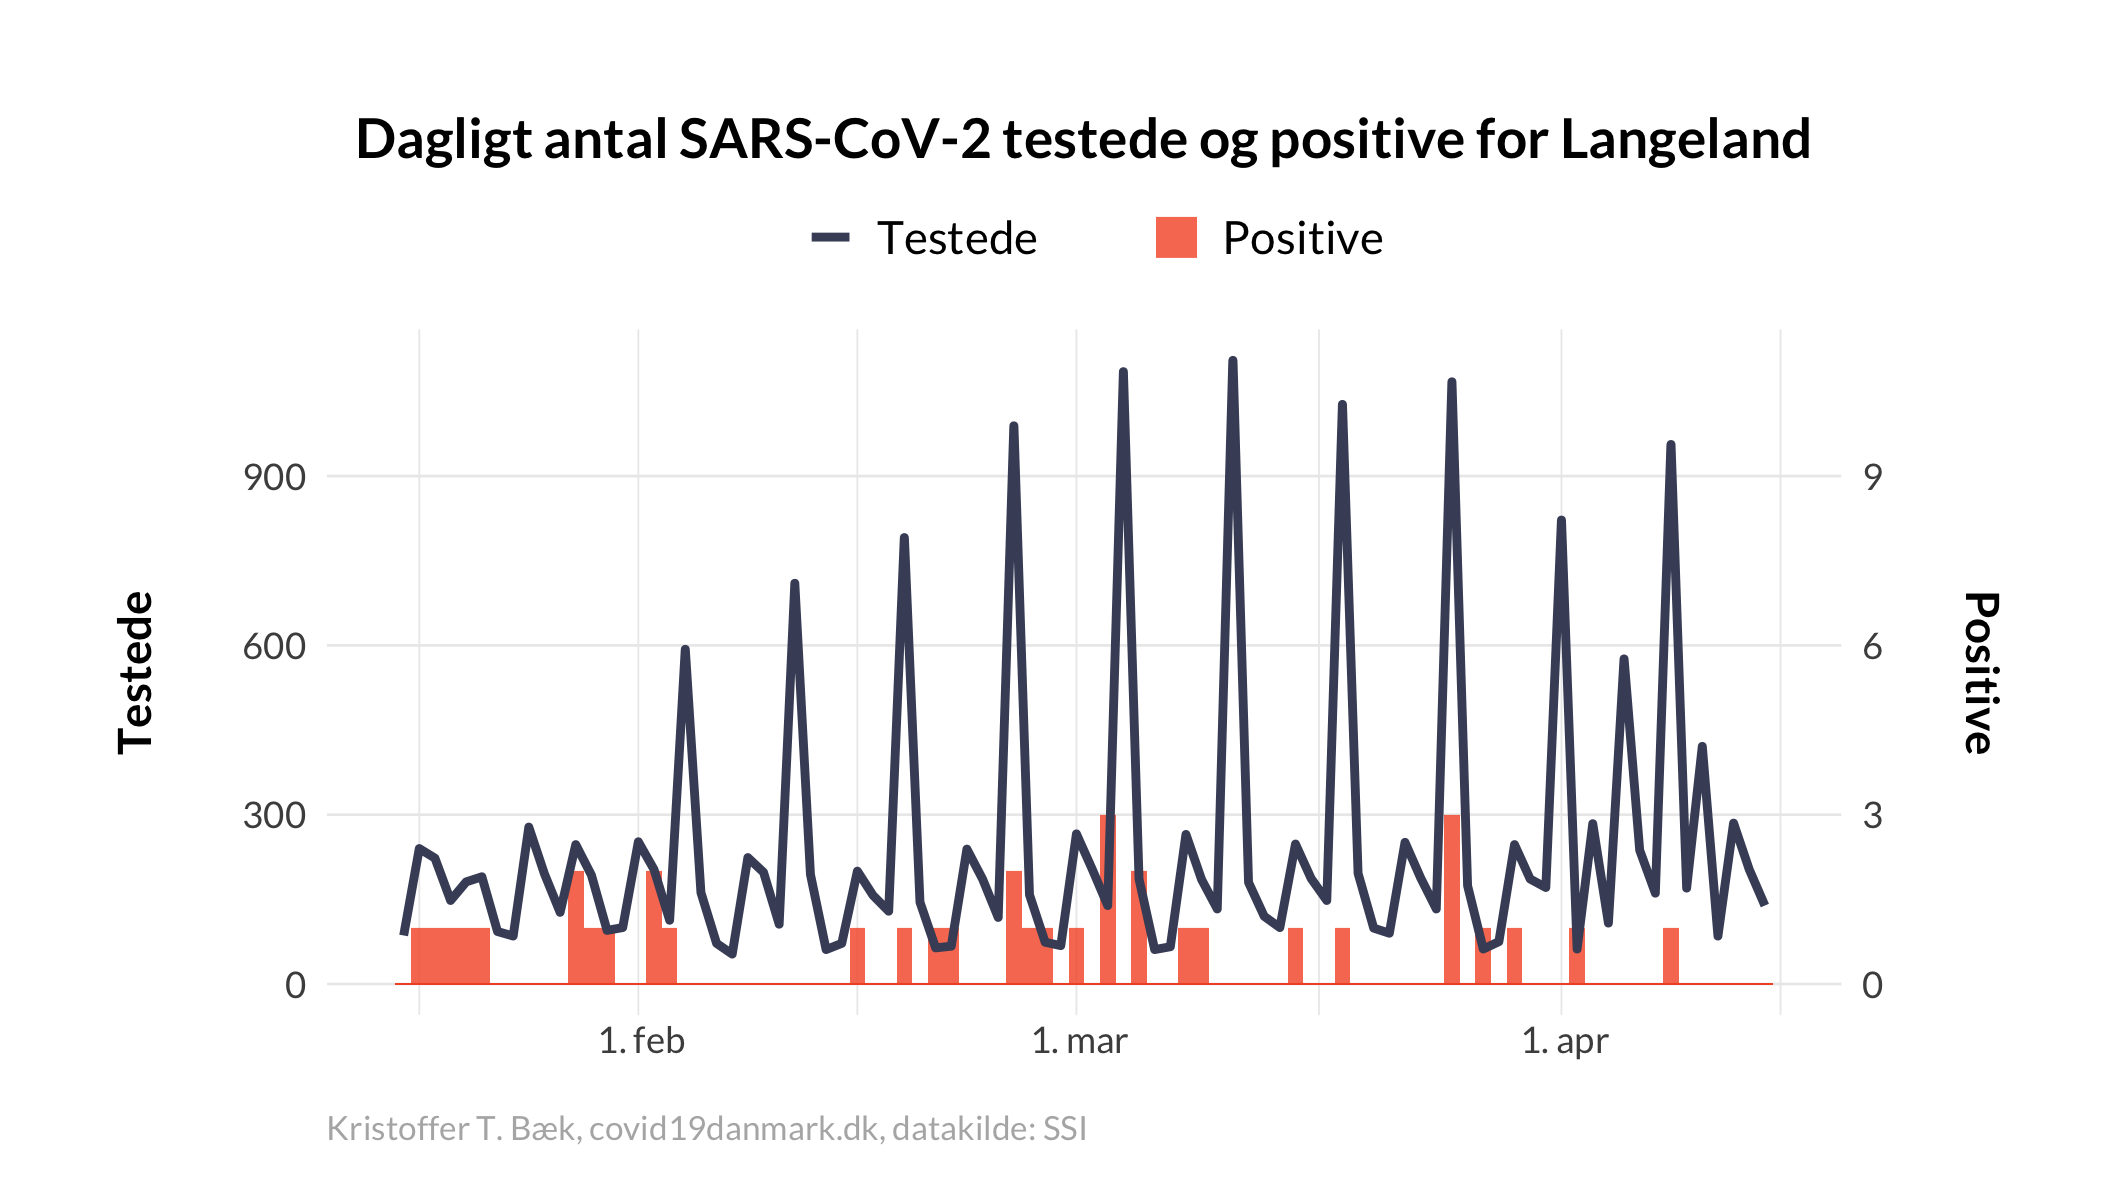 Dagligt antal SARS-CoV-2 testede og positive for Langeland
Testede
Positive
900
600
300
0
9
6
3
0
Testede
Positive
1. feb
1. mar
1. apr
Kristoffer T. Bæk, covid19danmark.dk, datakilde: SSI